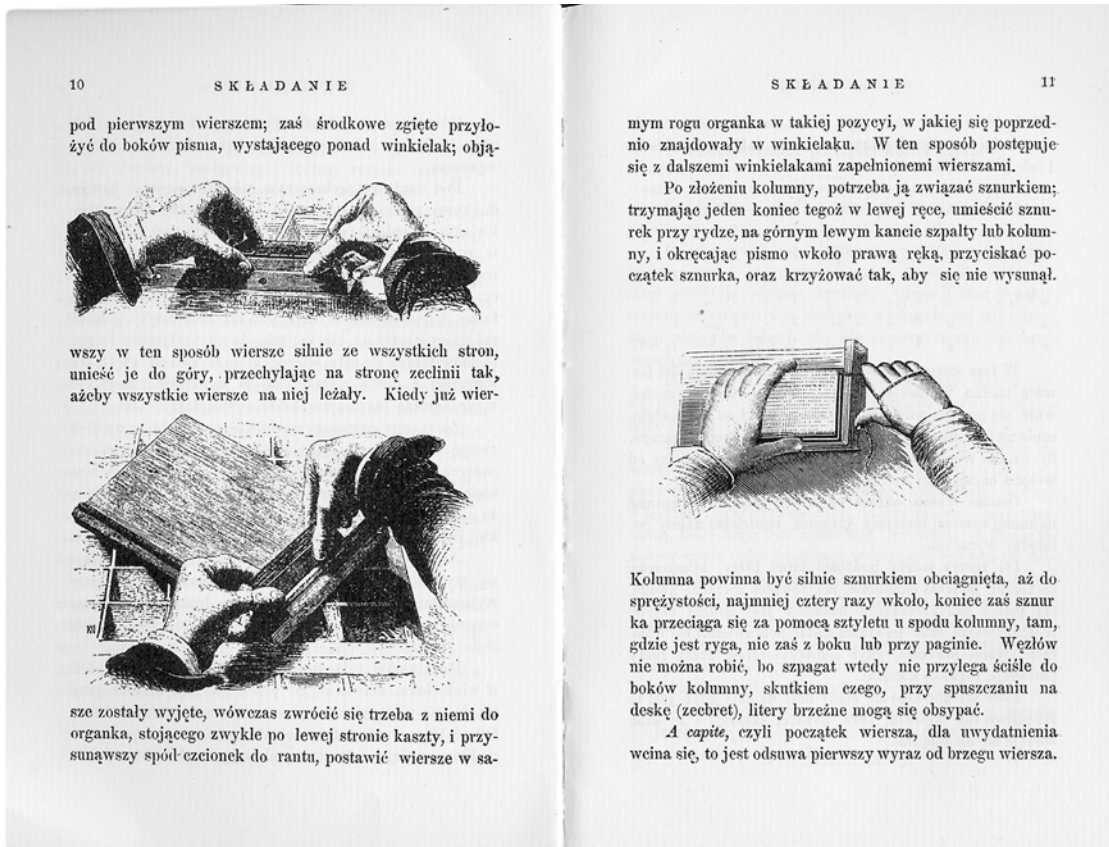 10
SKŁADANIE
pod pierwszym wierszem; zaś środkowe zgięte przyło-
żyć do boków pisma, wystającego ponad winkielak; obją-
wszy w ten sposób wiersze silnie ze wszystkich stron,
unieść je do góry, przechylając na stronę zeclinii tak,
ażeby wszystkie wiersze na niej leżały. Kiedy już wier-
sze zostały wyjęte, wówczas zwrócić się trzeba z niemi do
organka, stojącego zwykle po lewej stronie kaszty, i przy-
sunąwszy spód czcionek do rantu, postawić wiersze w sa-
SKŁADANIE
11
mym rogu organka w takiej pozycyi, w jakiej się poprzed-
nio znajdowały w winkielaku. W ten sposób postępuje
się z dalszemi winkielakami zapełnionemi wierszami.
Po złożeniu kolumny, potrzeba ją związać sznurkiem;
trzymając jeden koniec tegoż w lewej ręce, umieścić sznu-
rek przy rydze, na górnym lewym kancie szpalty lub kolum-
ny, i okręcając pismo wkoło prawą ręką, przyciskać po-
czątek sznurka, oraz krzyżować tak, aby się nie wysunął.
Kolumna powinna być silnie sznurkiem obciągnięta, aż do
sprężystości, najmniej cztery razy wkoło, koniec zaś sznur
ka przeciąga się za pomocą sztyletu u spodu kolumny, tam,
gdzie jest ryga, nie zaś z boku lub przy paginie. Węzłów
nie można robić, bo szpagat wtedy nie przylega ściśle do
boków kolumny, skutkiem czego, przy spuszczaniu na
deskę (zecbret), litery brzeżne mogą się obsypać.
A capite, czyli początek wiersza, dla uwydatnienia
wcina się, to jest odsuwa pierwszy wyraz od brzegu wiersza.